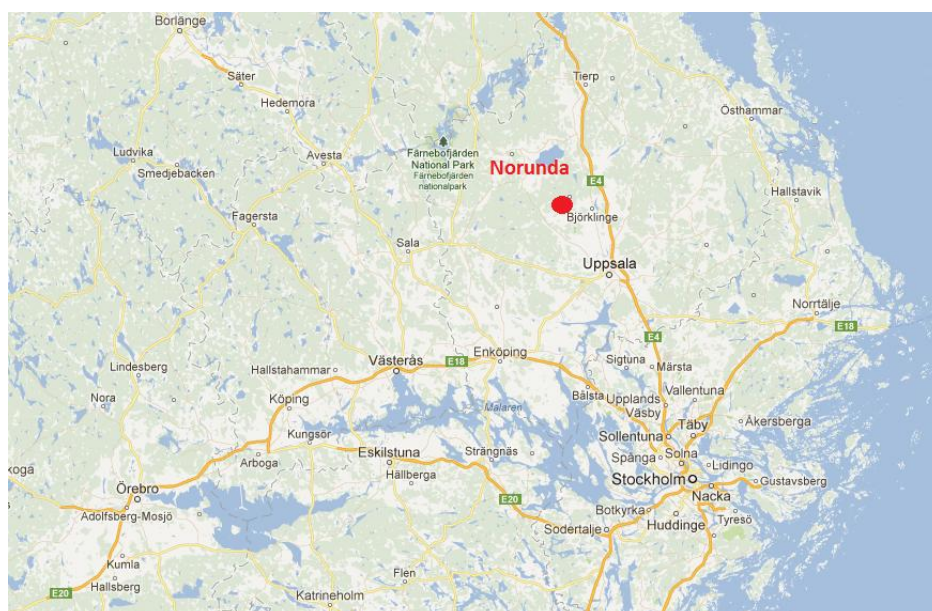 Borlänge
Säter
Hedemora
Tierp
Östhammar
Ludvika
Smedjebacken
Avesta
Färnebofjärden
National Park
Färnebofjärden
nationalpark
Norunda
E4
Hallstavik
Björklinge
Fagersta
Sala
Uppsala
Norrtälje
E18
E4
Lindesberg
Hallstahammar
Västerås
E18
Enköping
Sigtuna
Märsta
Nora
Köping
Mälaren
Bålsta
Upplands
Väsby
Vallentuna
Åkersberga
Kungsör
Täby
Sollentuna
Arboga
Eskilstuna
Strängnäs
Spånga
Solna
Lidingo
koga
Hällberga
Stockholm
Gustavsberg
Örebro
E20
Nacka
Adolfsberg-Mosjö
Botkyrka
Huddinge
Tyresö
Sodertalje
Kumla
Hallsberg
Flen
E20
Katrineholm